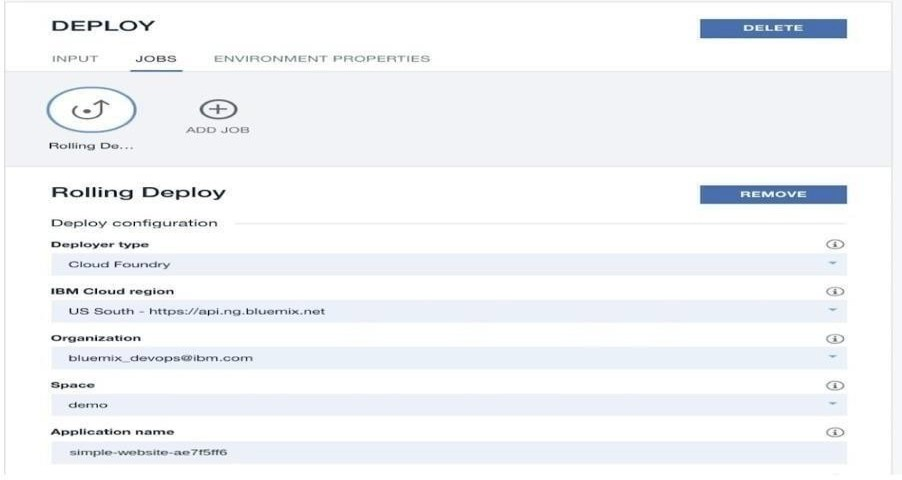 DEPLOY
DELETE
INPUT JOBS ENVIRONMENT PROPERTIES
ADD JOB
Rolling De...
Rolling Deploy
REMOVE
Deploy configuration
Deployer type
Cloud Foundry
IBM Cloud region
US South - https://api.ng.bluemix.net
Organization
bluemix_devops@ibm.com
Space
demo
Application name
simple-website-ae7f5ff6